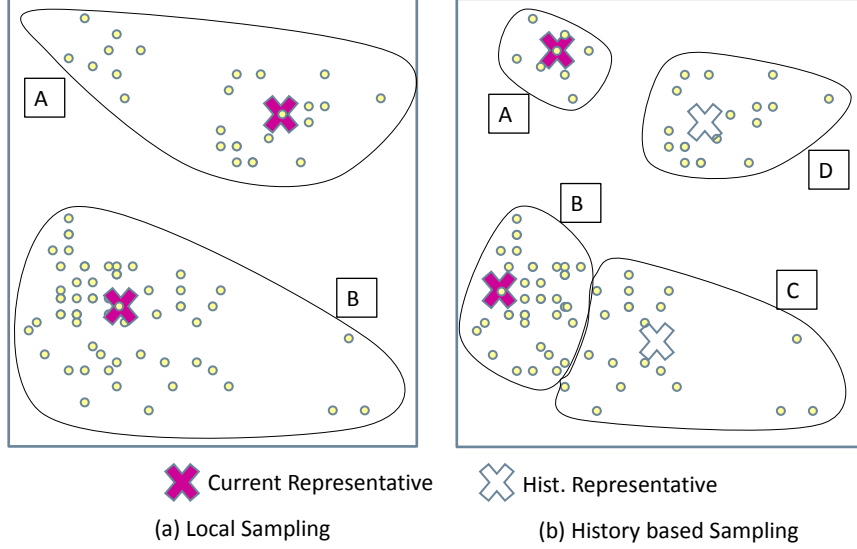 A
B
A
D
B
C
Current Representative
Hist. Representative
(a) Local Sampling
(b) History based Sampling